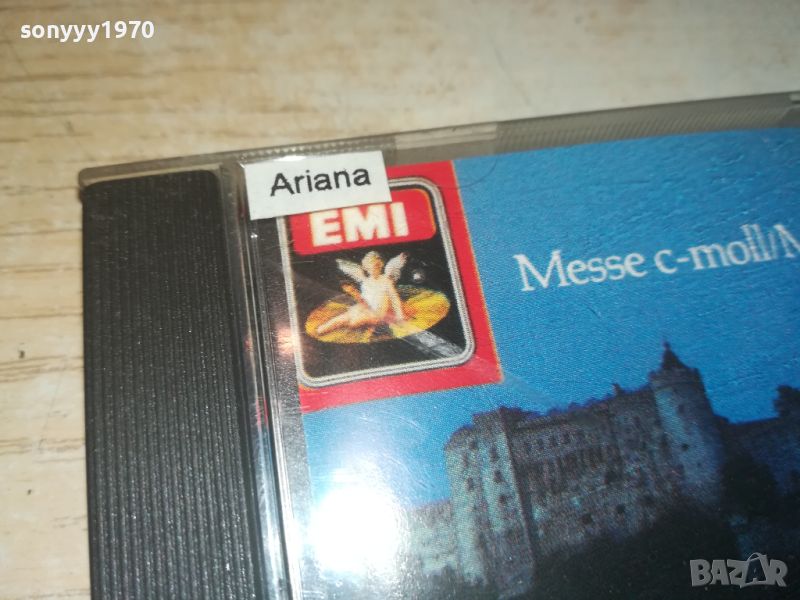 sonyyy1970
Ariana
EMI
Messe c-moll/M
BAZAR